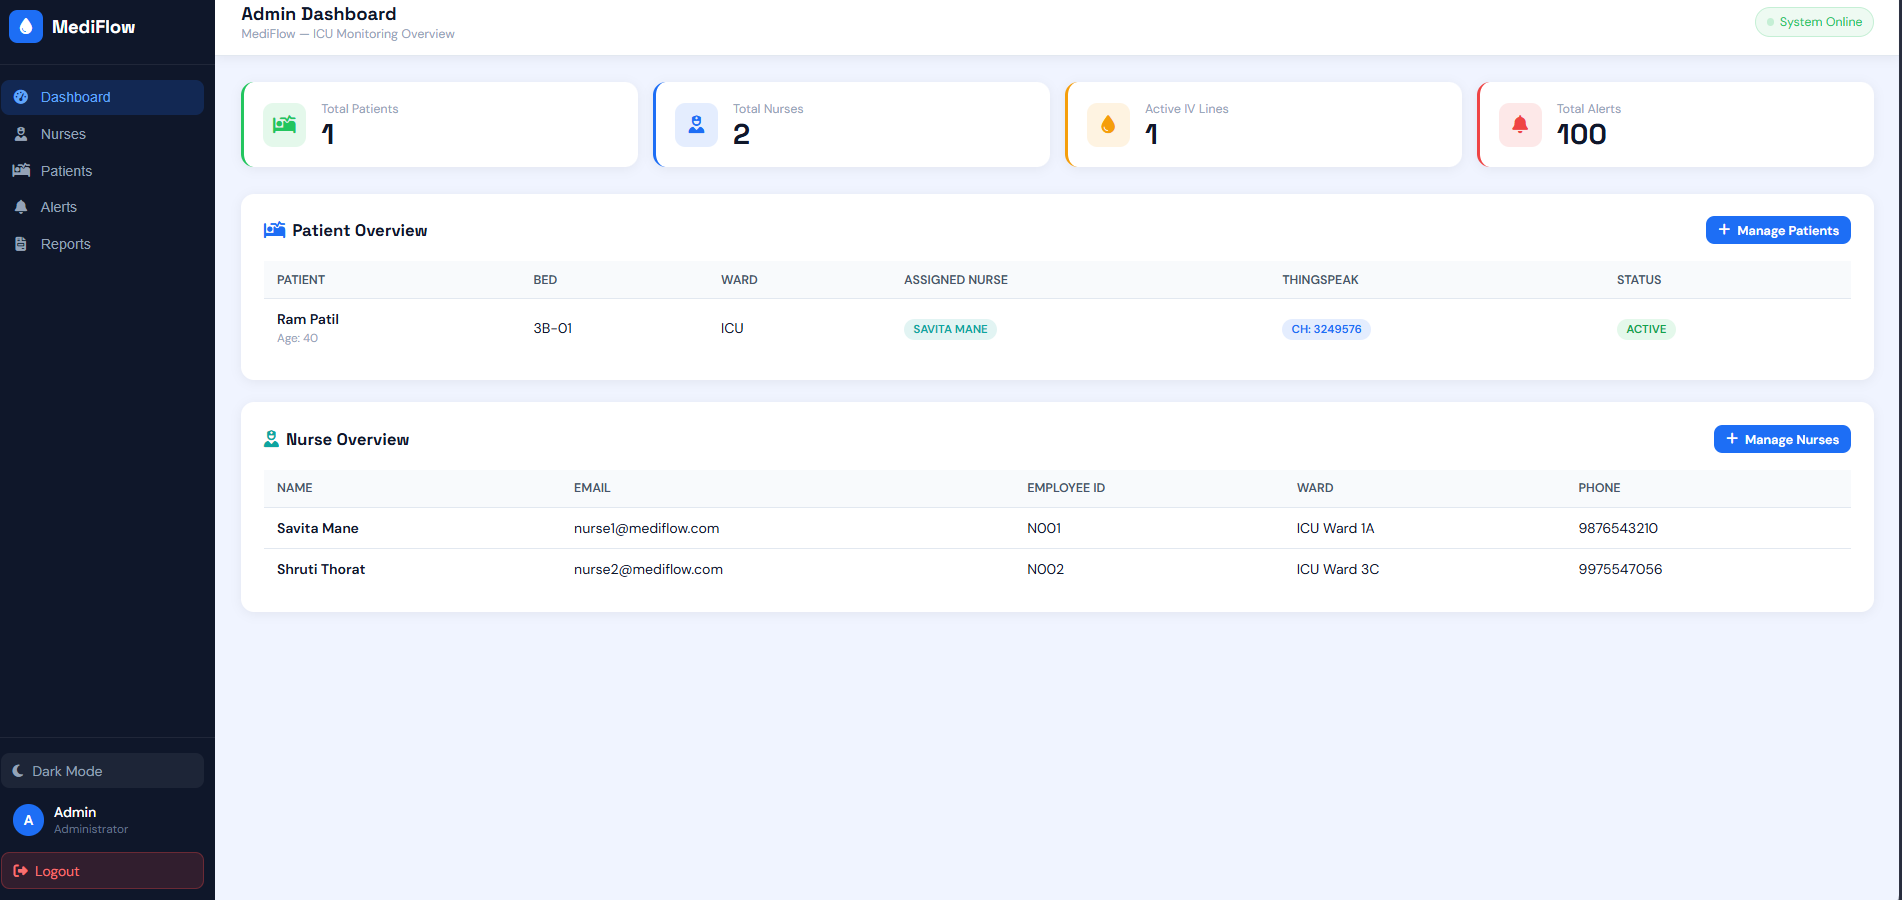 MediFlow
Dashboard
Nurses
Patients
Alerts
Reports
Dark Mode
A
Admin
Administrator
Logout
Admin Dashboard
MediFlow — ICU Monitoring Overview
System Online
Total Patients
1
Total Nurses
2
Active IV Lines
1
Total Alerts
100
Patient Overview
+ Manage Patients
PATIENT BED WARD ASSIGNED NURSE THINGSPEAK STATUS
Ram Patil 3B-01 ICU SAVITA MANE CH: 3249576 ACTIVE
Age: 40
Nurse Overview
+ Manage Nurses
NAME EMAIL EMPLOYEE ID WARD PHONE
Savita Mane nurse1@mediflow.com N001 ICU Ward 1A 9876543210
Shruti Thorat nurse2@mediflow.com N002 ICU Ward 3C 9975547056